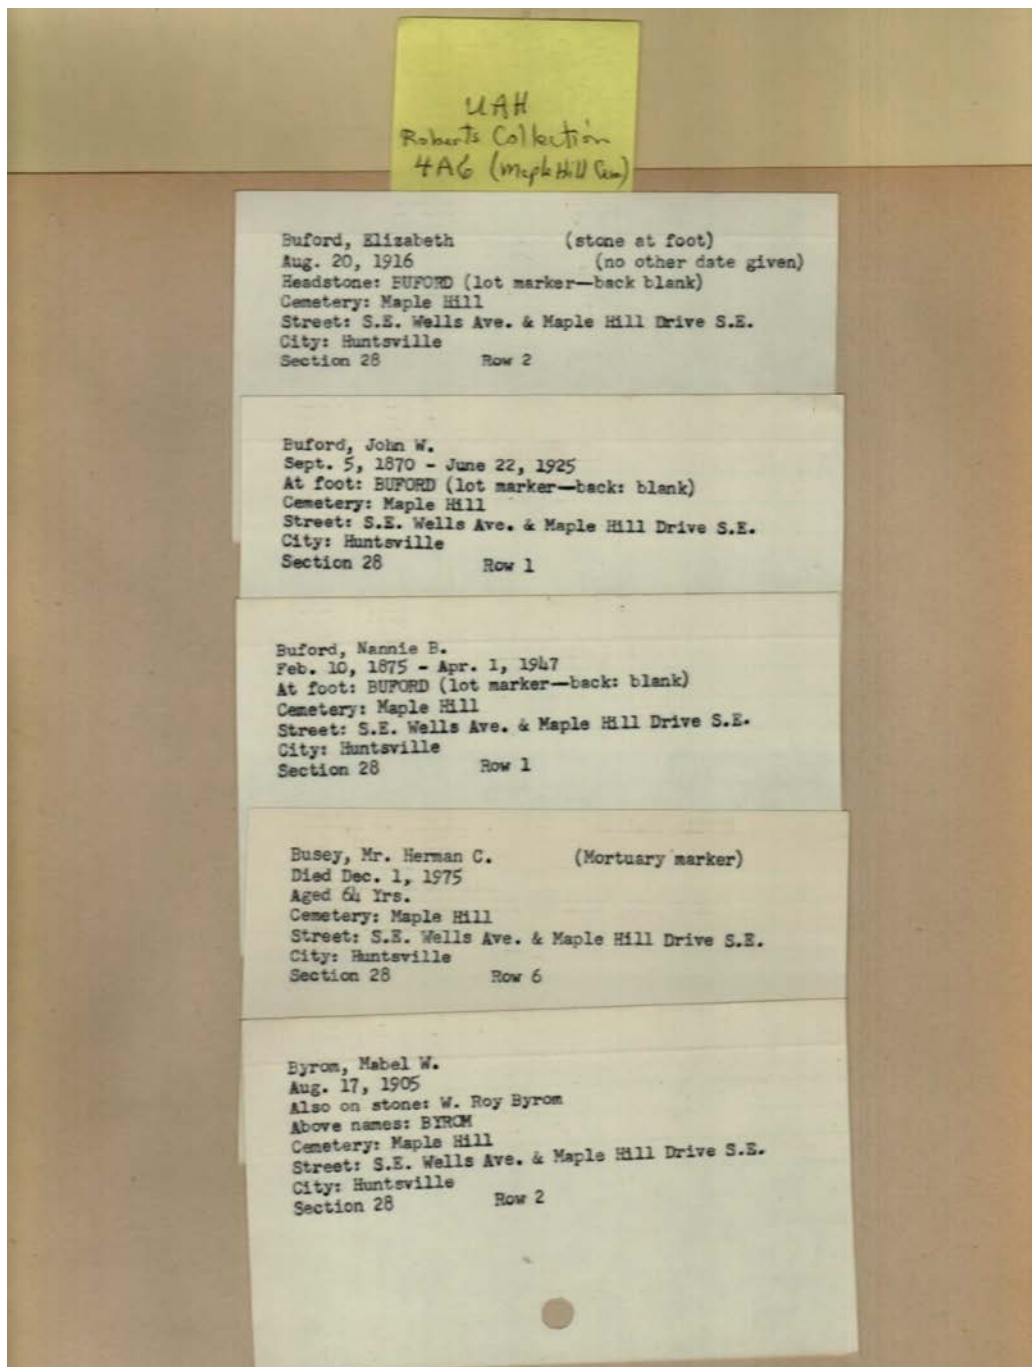 UAH
Roberts Collection
4A6 (Maple Hill Cem)
Buford, Elizabeth (stone at foot)
Aug. 20, 1916 (no other date given)
Headstone: BUFORD (lot marker—back blank)
Cemetery: Maple Hill
Street: S.E. Wells Ave. & Maple Hill Drive S.E.
City: Huntsville
Section 28 Row 2
Buford, John W.
Sept. 5, 1870 - June 22, 1925
At foot: BUFORD (lot marker—back: blank)
Cemetery: Maple Hill
Street: S.E. Wells Ave. & Maple Hill Drive S.E.
City: Huntsville
Section 28 Row 1
Buford, Nannie B.
Feb. 10, 1875 - Apr. 1, 1947
At foot: BUFORD (lot marker—back: blank)
Cemetery: Maple Hill
Street: S.E. Wells Ave. & Maple Hill Drive S.E.
City: Huntsville
Section 28 Row 1
Busey, Mr. Herman C. (Mortuary marker)
Died Dec. 1, 1975
Aged 64 Yrs.
Cemetery: Maple Hill
Street: S.E. Wells Ave. & Maple Hill Drive S.E.
City: Huntsville
Section 28 Row 6
Byrom, Mabel W.
Aug. 17, 1905
Also on stone: W. Roy Byrom
Above names: BYROM
Cemetery: Maple Hill
Street: S.E. Wells Ave. & Maple Hill Drive S.E.
City: Huntsville
Section 28 Row 2